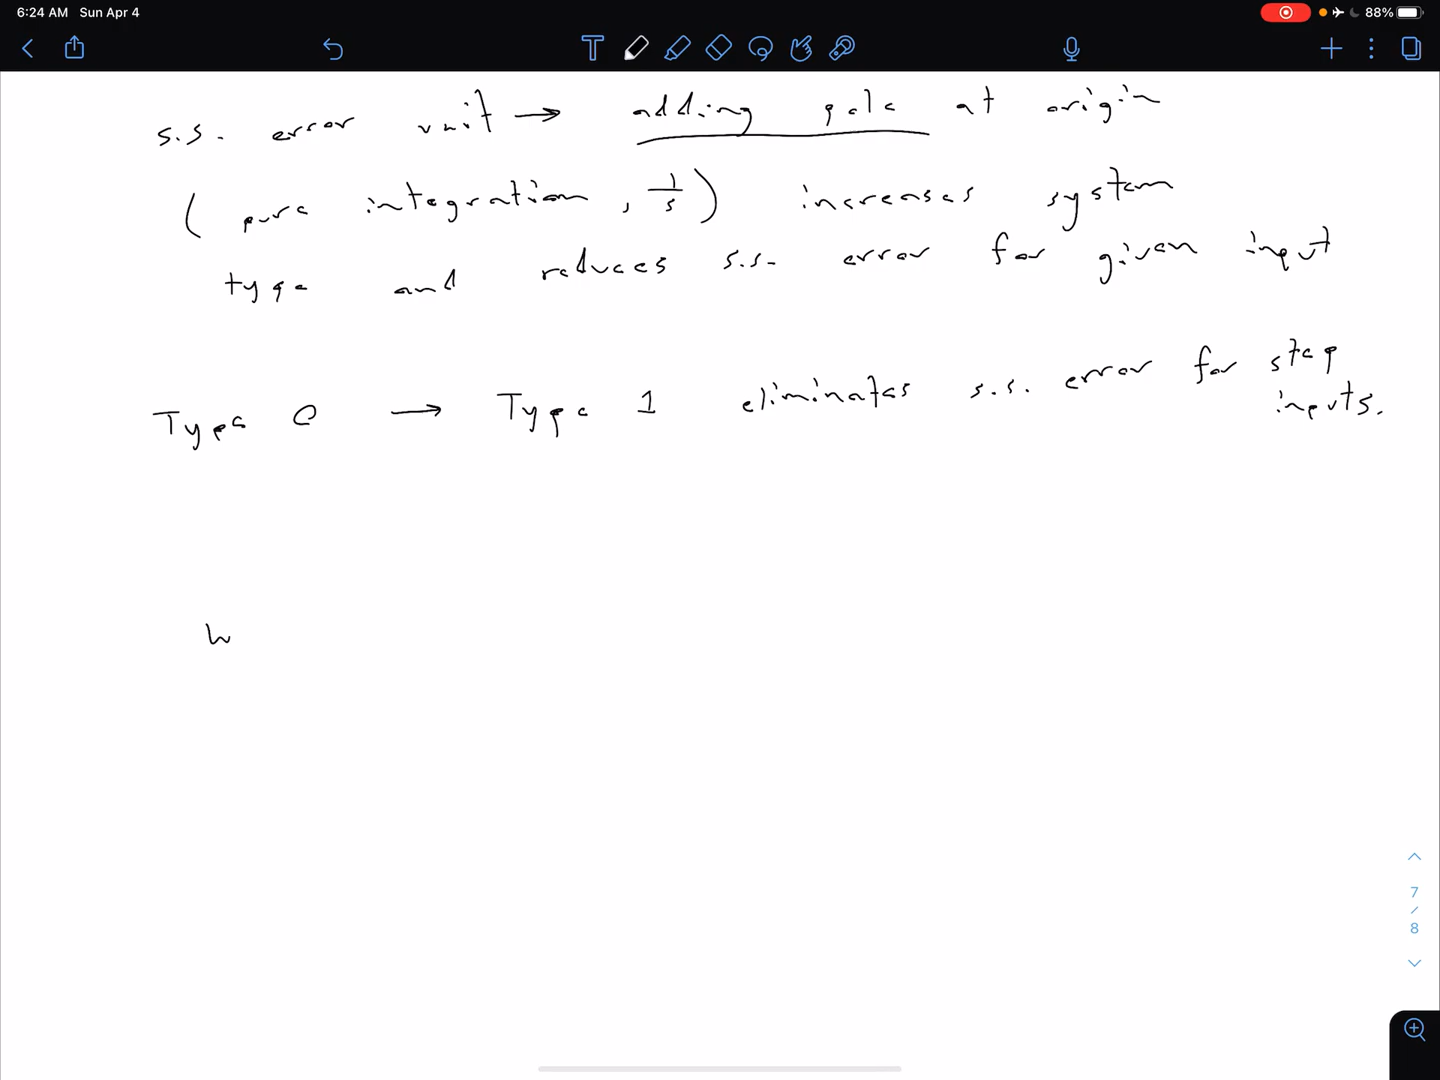 6:24 AM Sun Apr 4
88%
s.s. error unit → adding pole at origin
(pure integration, 1/s) increases system
type and reduces s.s. error for given input
Type 0 → Type 1 eliminates s.s. error for step
inputs.
w
7
/
8